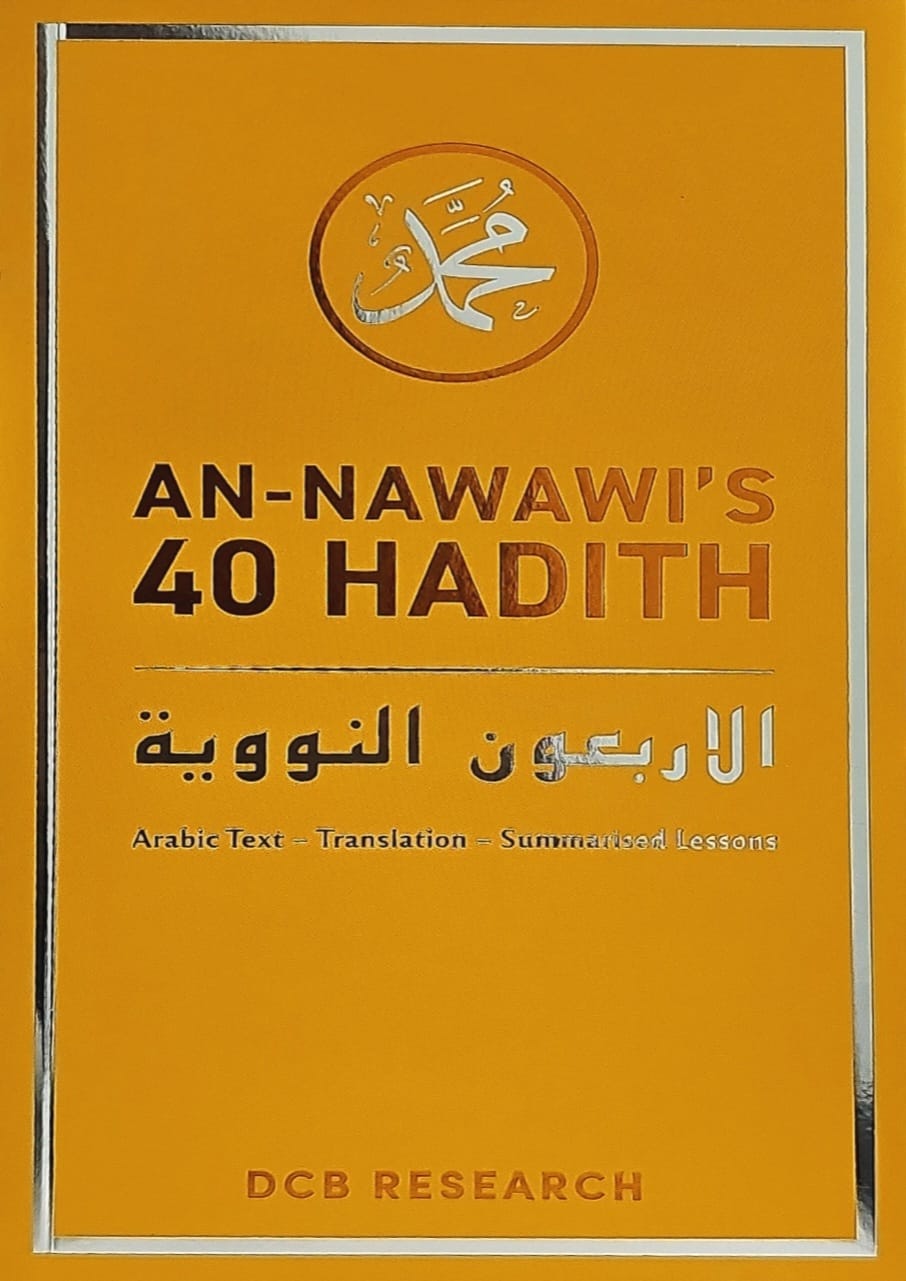 محمد
AN-NAWAWI'S
40 HADITH
الاربعون النووية
Arabic Text – Translation – Summarised Lessons
DCB RESEARCH